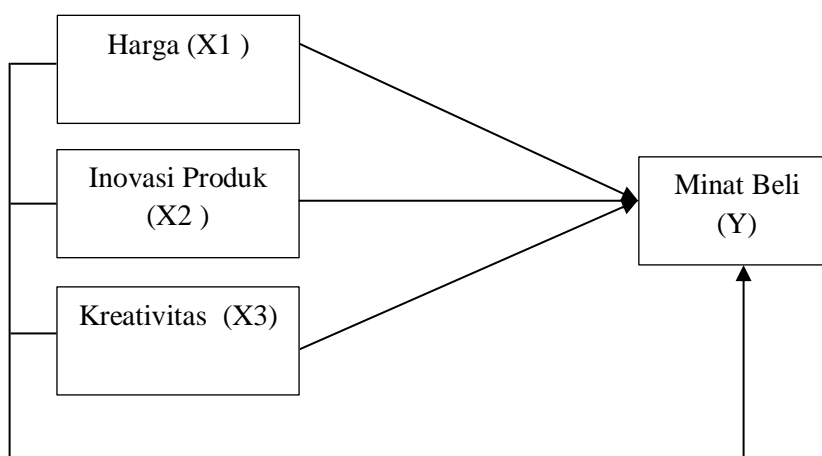 Harga (X1 )
Inovasi Produk
(X2 )
Kreativitas  (X3)
Minat Beli
(Y)